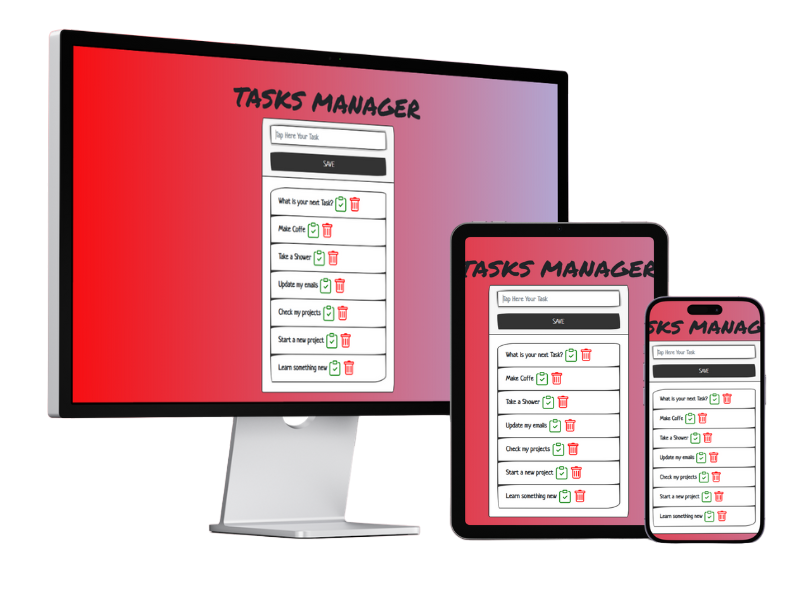 TASKS MANAGER
Tap Here Your Task
SAVE
What is your next Task?
Make Coffe
Take a Shower
Update my emails
Check my projects
Start a new project
Learn something new
TASKS MANAGER
Tap Here Your Task
SAVE
What is your next Task?
Make Coffe
Take a Shower
Update my emails
Check my projects
Start a new project
Learn something new
SKS MANAG
Tap Here Your Task
SAVE
What is your next Task?
Make Coffe
Take a Shower
Update my emails
Check my projects
Start a new project
Learn something new